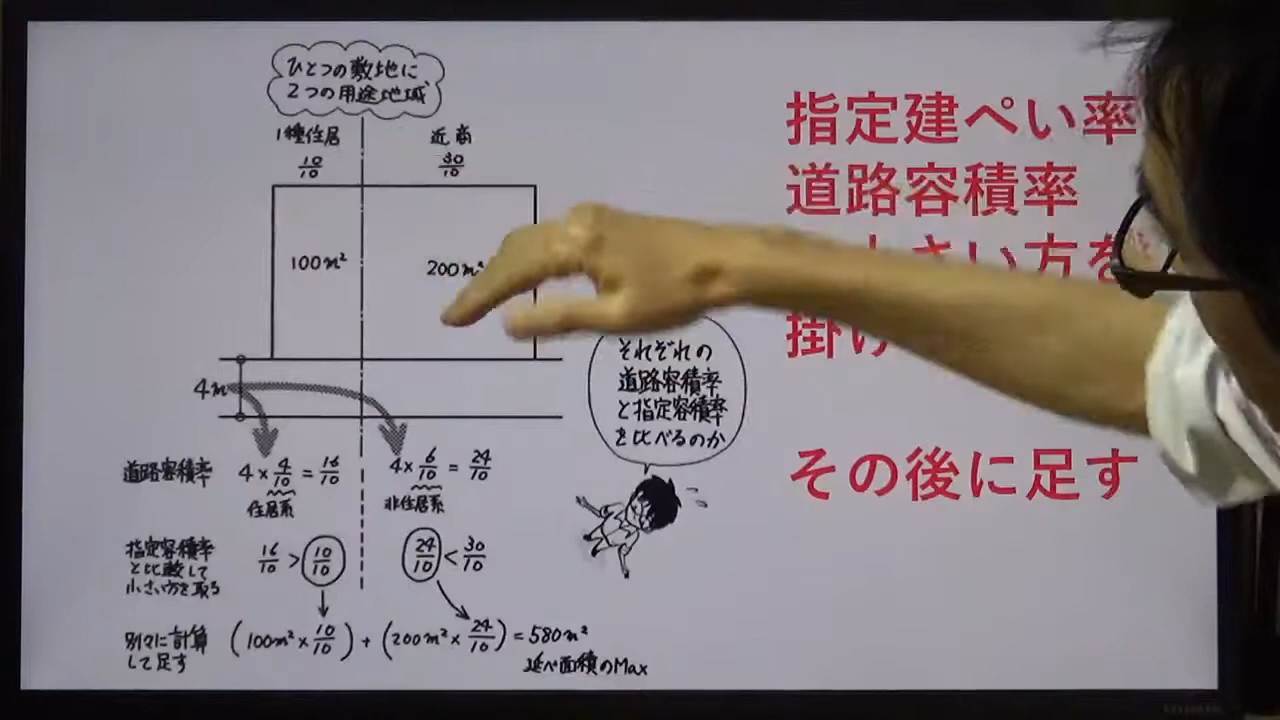 ひとつの敷地に
2つの用途地域
1種住居
10/10
近商
30/10
100m²
200m²
4m
それぞれの
道路容積率
と指定容積率
を比べるのか
道路容積率
4×4/10=16/10
住居系
4×6/10=24/10
非住居系
指定容積率
と比較して
小さい方を取る
16/10>10/10
24/10<30/10
別々に計算
して足す
(100m²×10/10)+(200m²×24/10)=580m²
延べ面積のMax
指定建ぺい率
道路容積率
さい方を
掛け
その後に足す